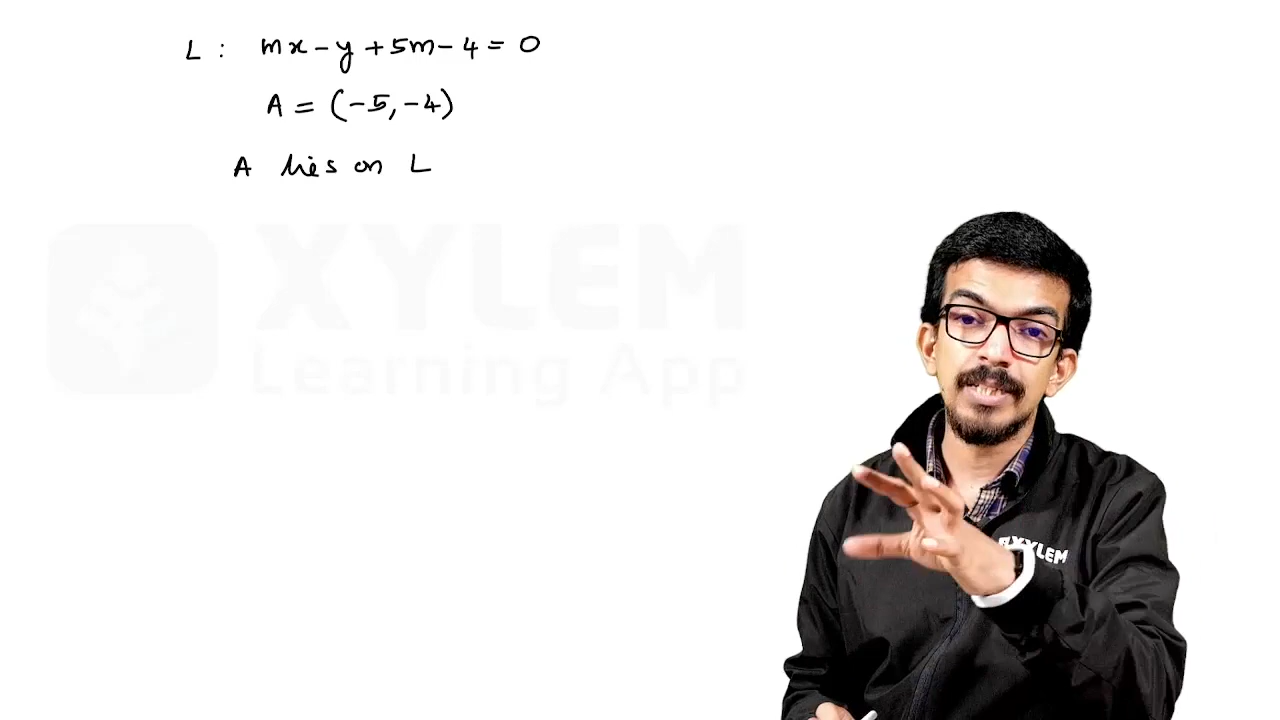 L : mx - y + 5m - 4 = 0
A = (-5, -4)
A lies on L
XYLEM
Learning App
XYLEM